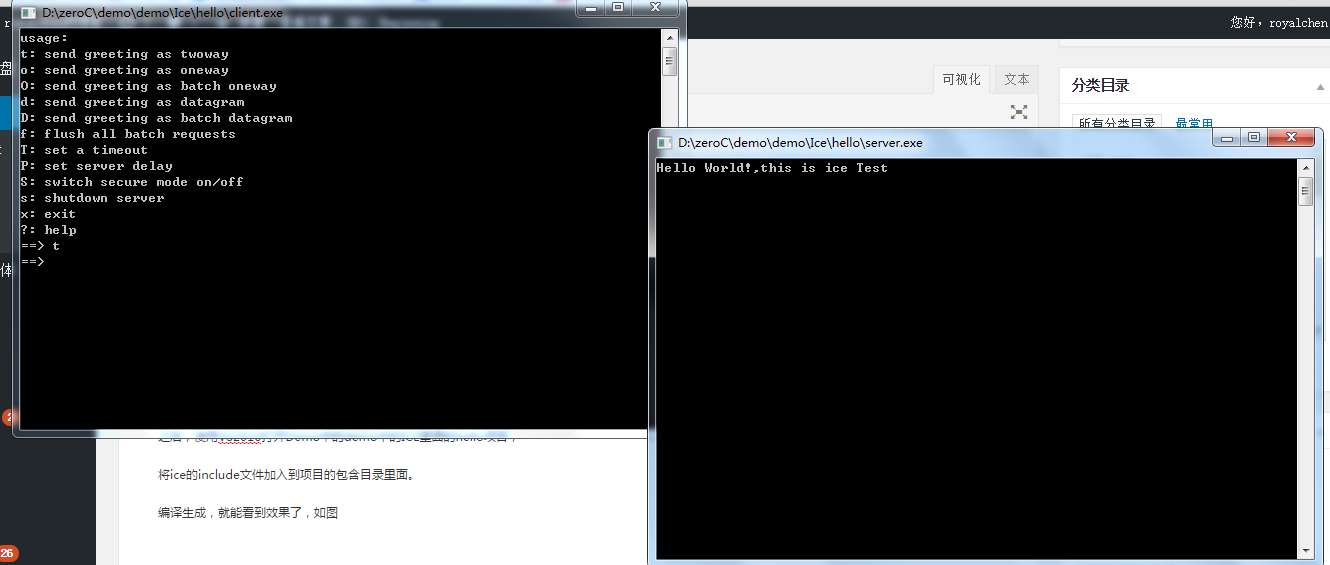 D:\zeroC\demo\demo\Ice\hello\client.exe
usage:
t: send greeting as twoway
o: send greeting as oneway
O: send greeting as batch oneway
d: send greeting as datagram
D: send greeting as batch datagram
f: flush all batch requests
T: set a timeout
P: set server delay
S: switch secure mode on/off
s: shutdown server
x: exit
?: help
==> t
==>
您好，royalchen
可视化 文本
分类目录
所有分类目录 最常用
D:\zeroC\demo\demo\Ice\hello\server.exe
Hello World!,this is ice Test
盘
体
将ice的include文件加入到项目的包含目录里面。
编译生成，就能看到效果了，如图
2
26